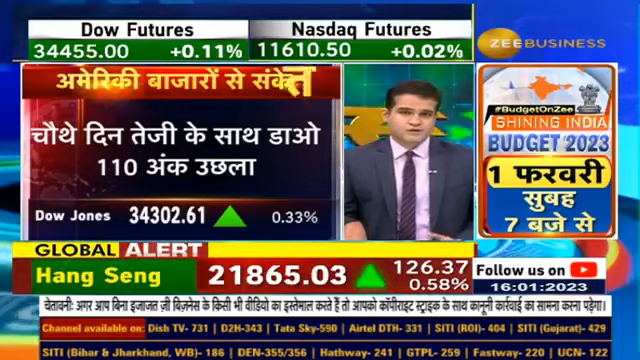 Dow Futures
34455.00 +0.11%
Nasdaq Futures
11610.50 +0.02%
ZEE BUSINESS
अमेरिकी बाजारों से संकेत
चौथे दिन तेजी के साथ डाओ
110 अंक उछला
Dow Jones 34302.61 0.33%
#BudgetOnZee
SHINING INDIA
BUDGET 2023
1 फरवरी
सुबह
7 बजे से
GLOBAL ALERT
Hang Seng 21865.03 126.37
0.58%
Follow us on
16:01:2023
चेतावनी: अगर आप बिना इजाजत ज़ी बिज़नेस के किसी भी वीडियो का इस्तेमाल करते हैं तो आपको कॉपीराइट स्ट्राइक के साथ कानूनी कार्रवाई का सामना करना पड़ेगा.
Channel available on: Dish TV- 731 | D2H-343 | Tata Sky-590 | Airtel DTH- 331 | SITI (ROI) - 404 | SITI (Gujarat) - 429
SITI (Bihar & Jharkhand, WB) - 186 | DEN-355/356 | Hathway- 241 | GTPL- 259 | Fastway- 220 | UCN- 122